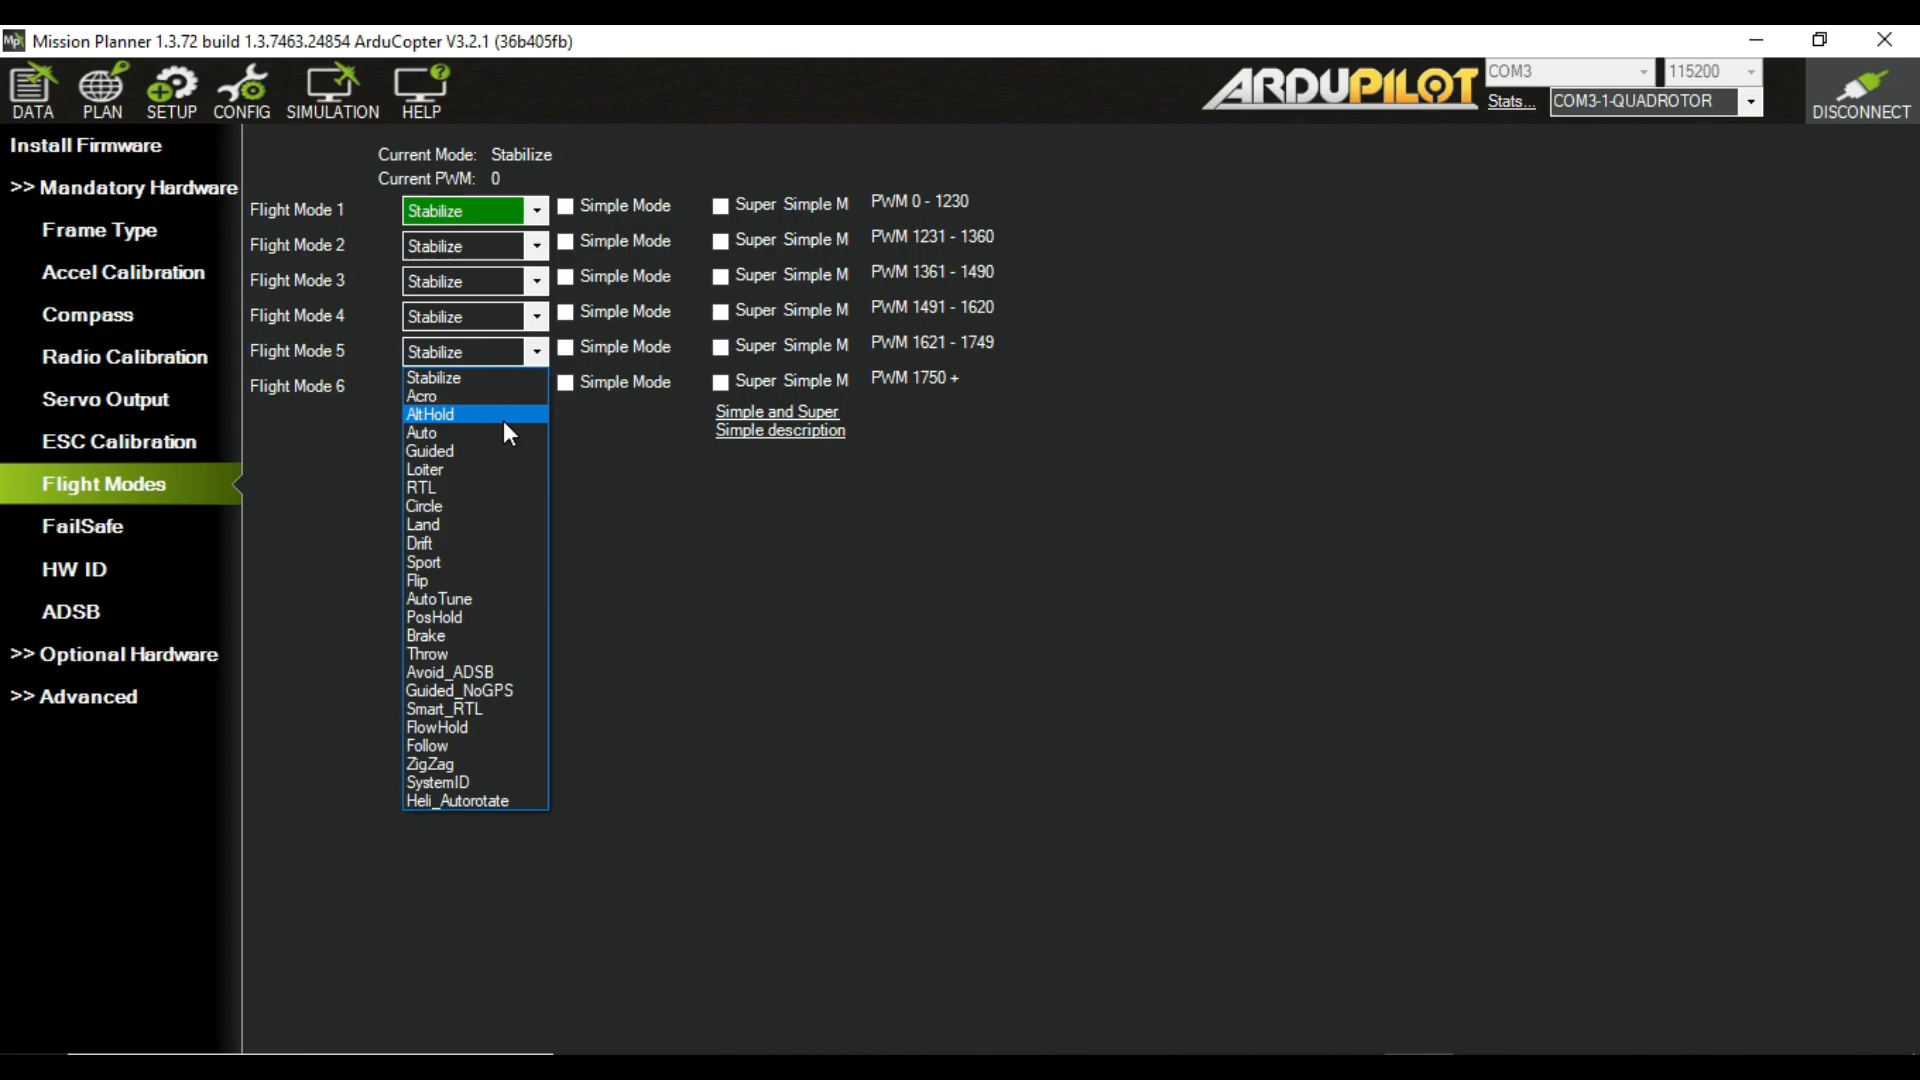 Mission Planner 1.3.72 build 1.3.7463.24854 ArduCopter V3.2.1 (36b405fb)
DATA PLAN SETUP CONFIG SIMULATION HELP
ARDUPILOT
COM3 115200
Stats... COM3-1-QUADROTOR
DISCONNECT
Install Firmware
>> Mandatory Hardware
Frame Type
Accel Calibration
Compass
Radio Calibration
Servo Output
ESC Calibration
Flight Modes
FailSafe
HW ID
ADSB
>> Optional Hardware
>> Advanced
Current Mode: Stabilize
Current PWM: 0
Flight Mode 1 Stabilize Simple Mode Super Simple M PWM 0 - 1230
Flight Mode 2 Stabilize Simple Mode Super Simple M PWM 1231 - 1360
Flight Mode 3 Stabilize Simple Mode Super Simple M PWM 1361 - 1490
Flight Mode 4 Stabilize Simple Mode Super Simple M PWM 1491 - 1620
Flight Mode 5 Stabilize Simple Mode Super Simple M PWM 1621 - 1749
Flight Mode 6 Simple Mode Super Simple M PWM 1750 +
Simple and Super
Simple description
Stabilize
Acro
AltHold
Auto
Guided
Loiter
RTL
Circle
Land
Drift
Sport
Flip
AutoTune
PosHold
Brake
Throw
Avoid_ADSB
Guided_NoGPS
Smart_RTL
FlowHold
Follow
ZigZag
SystemID
Heli_Autorotate